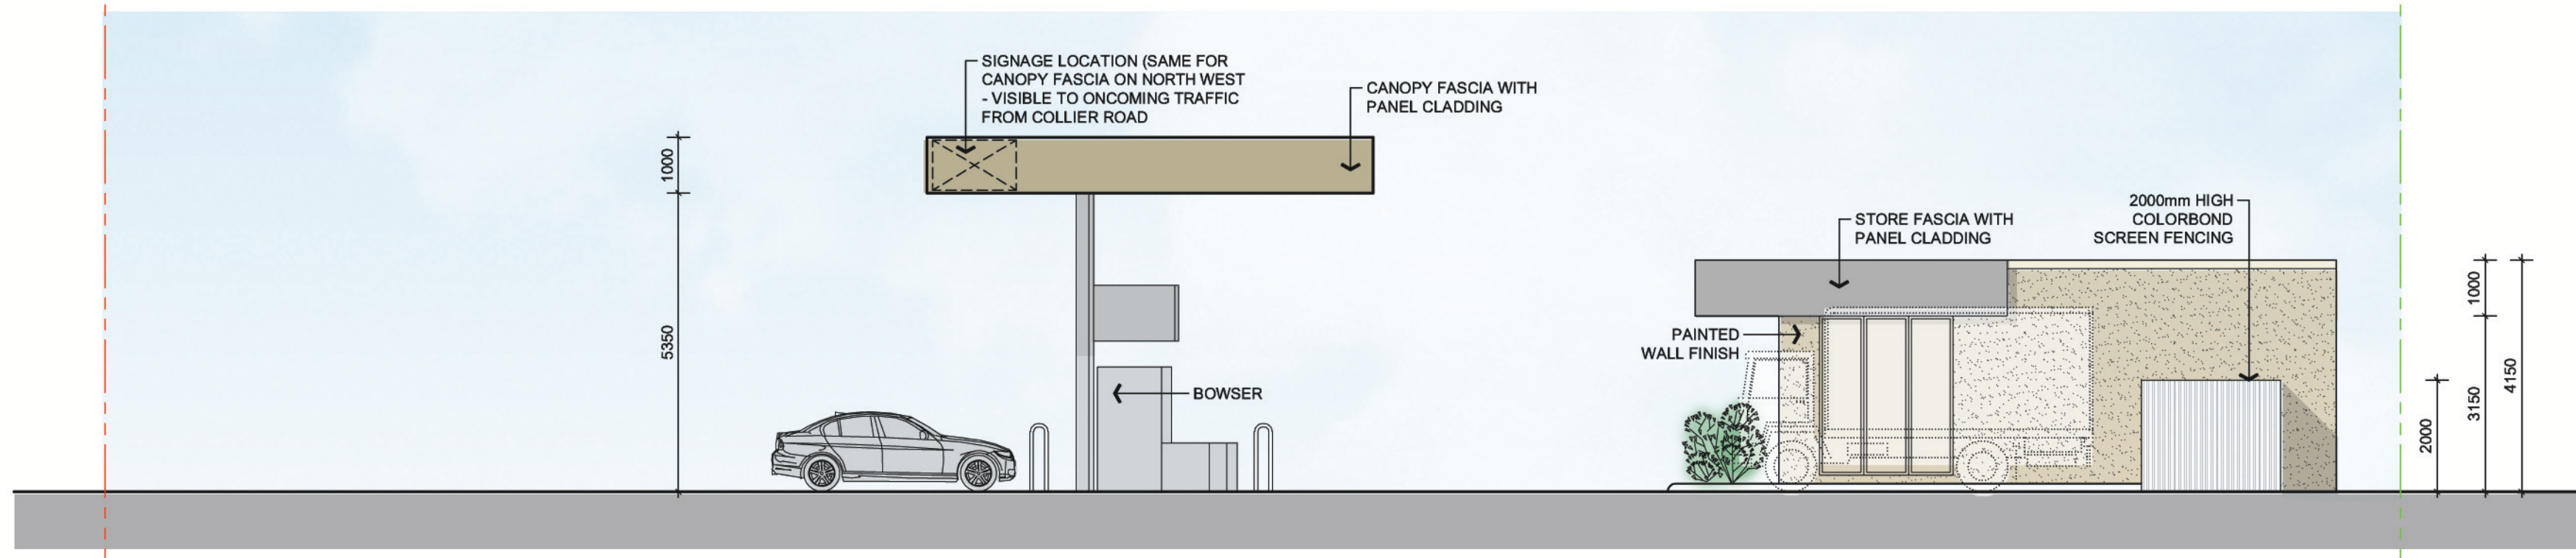 SIGNAGE LOCATION (SAME FOR
CANOPY FASCIA ON NORTH WEST
- VISIBLE TO ONCOMING TRAFFIC
FROM COLLIER ROAD
CANOPY FASCIA WITH
PANEL CLADDING
1000
5350
BOWSER
STORE FASCIA WITH
PANEL CLADDING
2000mm HIGH
COLORBOND
SCREEN FENCING
PAINTED
WALL FINISH
2000
1000
3150
4150